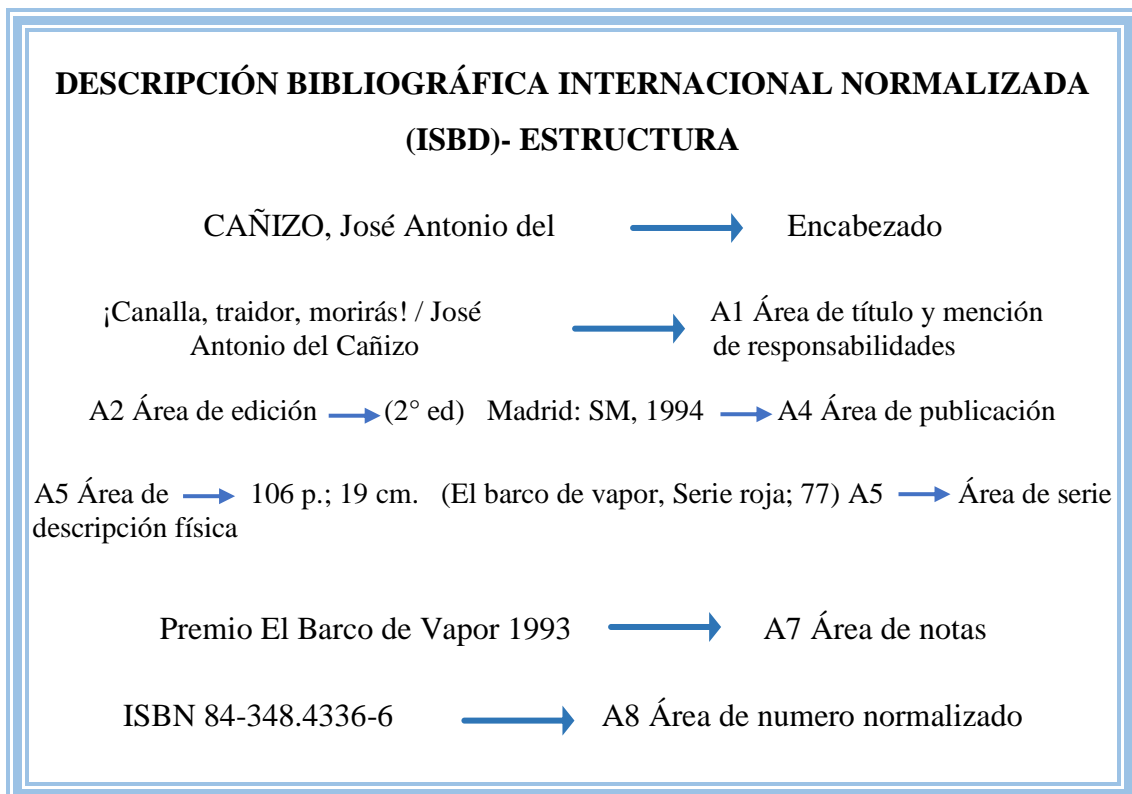 DESCRIPCIÓN BIBLIOGRÁFICA INTERNACIONAL NORMALIZADA
(ISBD)- ESTRUCTURA
CAÑIZO, José Antonio del Encabezado
¡Canalla, traidor, morirás! / José
Antonio del Cañizo
A1 Área de título y mención
de responsabilidades
A2 Área de edición (2° ed) Madrid: SM, 1994 A4 Área de publicación
A5 Área de
descripción física
106 p.; 19 cm. (El barco de vapor, Serie roja; 77) A5 Área de serie
Premio El Barco de Vapor 1993 A7 Área de notas
ISBN 84-348.4336-6 A8 Área de numero normalizado